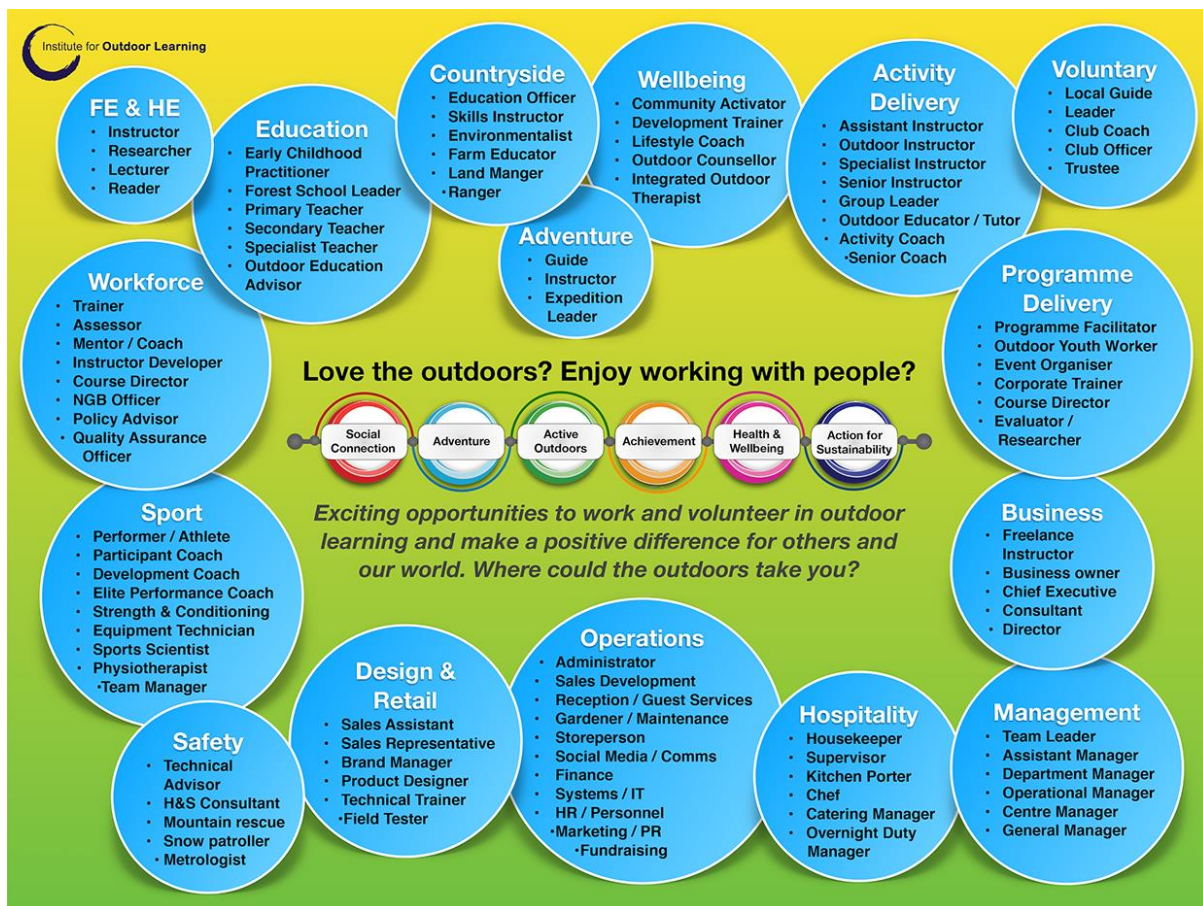 Institute for Outdoor Learning
FE & HE
• Instructor
• Researcher
• Lecturer
• Reader
Education
• Early Childhood
Practitioner
• Forest School Leader
• Primary Teacher
• Secondary Teacher
• Specialist Teacher
• Outdoor Education
Advisor
Countryside
• Education Officer
• Skills Instructor
• Environmentalist
• Farm Educator
• Land Manger
• Ranger
Wellbeing
• Community Activator
• Development Trainer
• Lifestyle Coach
• Outdoor Counsellor
• Integrated Outdoor
Therapist
Adventure
• Guide
• Instructor
• Expedition
Leader
Activity
Delivery
• Assistant Instructor
• Outdoor Instructor
• Specialist Instructor
• Senior Instructor
• Group Leader
• Outdoor Educator / Tutor
• Activity Coach
• Senior Coach
Voluntary
• Local Guide
• Leader
• Club Coach
• Club Officer
• Trustee
Workforce
• Trainer
• Assessor
• Mentor / Coach
• Instructor Developer
• Course Director
• NGB Officer
• Policy Advisor
• Quality Assurance
Officer
Programme
Delivery
• Programme Facilitator
• Outdoor Youth Worker
• Event Organiser
• Corporate Trainer
• Course Director
• Evaluator /
Researcher
Love the outdoors? Enjoy working with people?
Social
Connection
Adventure
Active
Outdoors
Achievement
Health &
Wellbeing
Action for
Sustainability
Exciting opportunities to work and volunteer in outdoor
learning and make a positive difference for others and
our world. Where could the outdoors take you?
Sport
• Performer / Athlete
• Participant Coach
• Development Coach
• Elite Performance Coach
• Strength & Conditioning
• Equipment Technician
• Sports Scientist
• Physiotherapist
• Team Manager
Business
• Freelance
Instructor
• Business owner
• Chief Executive
• Consultant
• Director
Safety
• Technical
Advisor
• H&S Consultant
• Mountain rescue
• Snow patroller
• Metrologist
Design &
Retail
• Sales Assistant
• Sales Representative
• Brand Manager
• Product Designer
• Technical Trainer
• Field Tester
Operations
• Administrator
• Sales Development
• Reception / Guest Services
• Gardener / Maintenance
• Storeperson
• Social Media / Comms
• Finance
• Systems / IT
• HR / Personnel
• Marketing / PR
• Fundraising
Hospitality
• Housekeeper
• Supervisor
• Kitchen Porter
• Chef
• Catering Manager
• Overnight Duty
Manager
Management
• Team Leader
• Assistant Manager
• Department Manager
• Operational Manager
• Centre Manager
• General Manager